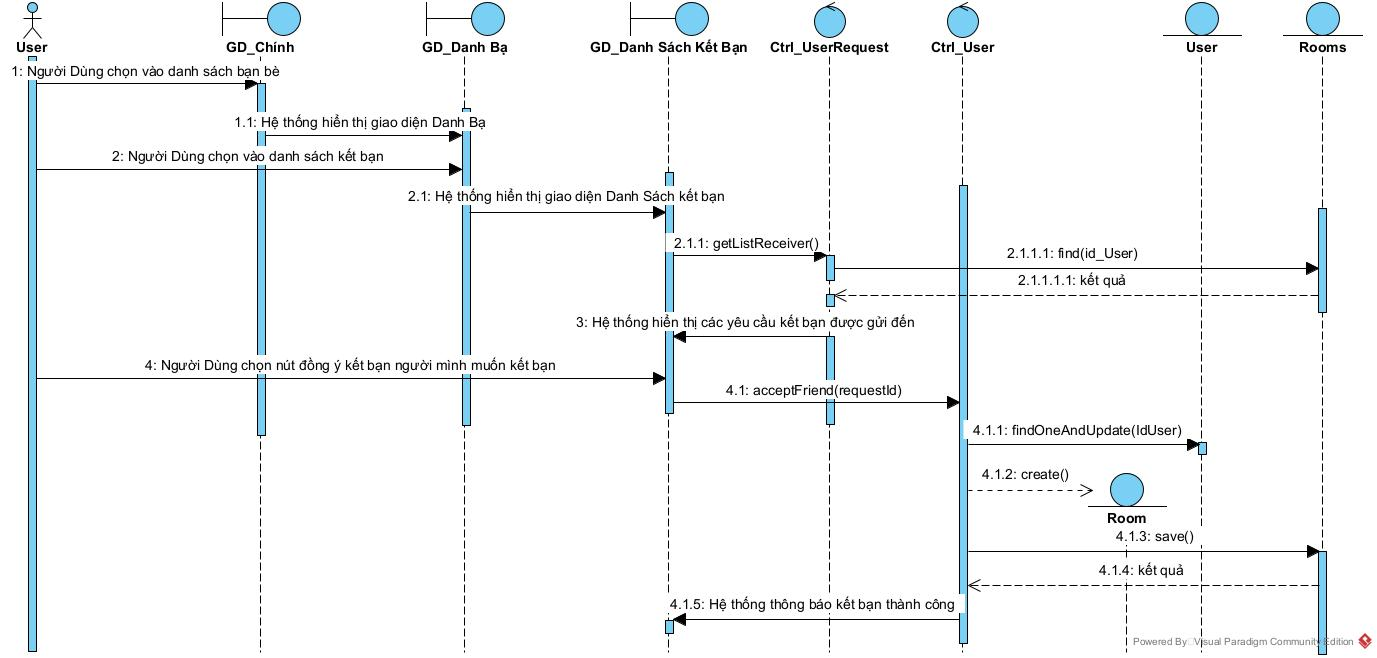 User
GD_Chính
GD_Danh Bạ
GD_Danh Sách Kết Bạn
Ctrl_UserRequest
Ctrl_User
User
Rooms
1: Người Dùng chọn vào danh sách bạn bè
1.1: Hệ thống hiển thị giao diện Danh Bạ
2: Người Dùng chọn vào danh sách kết bạn
2.1: Hệ thống hiển thị giao diện Danh Sách kết bạn
2.1.1: getListReceiver()
2.1.1.1: find(id_User)
2.1.1.1.1: kết quả
3: Hệ thống hiển thị các yêu cầu kết bạn được gửi đến
4: Người Dùng chọn nút đồng ý kết bạn người mình muốn kết bạn
4.1: acceptFriend(requestId)
4.1.1: findOneAndUpdate(IdUser)
4.1.2: create()
Room
4.1.3: save()
4.1.4: kết quả
4.1.5: Hệ thống thông báo kết bạn thành công
Powered By Visual Paradigm Community Edition